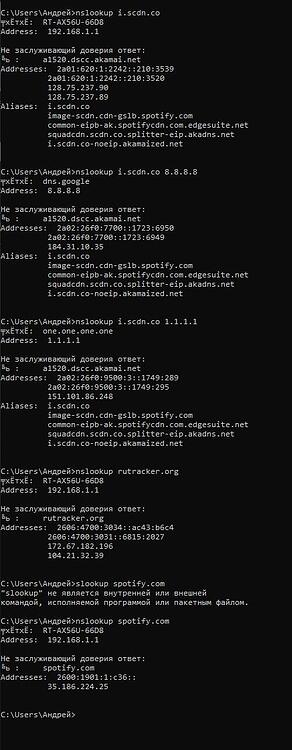 C:\Users\Андрей>nslookup i.scdn.co
╤хЁтхЁ:  RT-AX56U-66D8
Address:  192.168.1.1

Не заслуживающий доверия ответ:
╚ь :     a1520.dscc.akamai.net
Addresses:  2a01:620:1:2242::210:3539
          2a01:620:1:2242::210:3520
          128.75.237.90
          128.75.237.89
Aliases:  i.scdn.co
          image-scdn.cdn-gslb.spotify.com
          common-eipb-ak.spotifycdn.com.edgesuite.net
          squadcdn.scdn.co.splitter-eip.akadns.net
          i.scdn.co-noeip.akamaized.net

C:\Users\Андрей>nslookup i.scdn.co 8.8.8.8
╤хЁтхЁ:  dns.google
Address:  8.8.8.8

Не заслуживающий доверия ответ:
╚ь :     a1520.dscc.akamai.net
Addresses:  2a02:26f0:7700::1723:6950
          2a02:26f0:7700::1723:6949
          184.31.10.35
Aliases:  i.scdn.co
          image-scdn.cdn-gslb.spotify.com
          common-eipb-ak.spotifycdn.com.edgesuite.net
          squadcdn.scdn.co.splitter-eip.akadns.net
          i.scdn.co-noeip.akamaized.net

C:\Users\Андрей>nslookup i.scdn.co 1.1.1.1
╤хЁтхЁ:  one.one.one.one
Address:  1.1.1.1

Не заслуживающий доверия ответ:
╚ь :     a1520.dscc.akamai.net
Addresses:  2a02:26f0:9500:3::1749:289
          2a02:26f0:9500:3::1749:295
          151.101.86.248
Aliases:  i.scdn.co
          image-scdn.cdn-gslb.spotify.com
          common-eipb-ak.spotifycdn.com.edgesuite.net
          squadcdn.scdn.co.splitter-eip.akadns.net
          i.scdn.co-noeip.akamaized.net

C:\Users\Андрей>nslookup rutracker.org
╤хЁтхЁ:  RT-AX56U-66D8
Address:  192.168.1.1

Не заслуживающий доверия ответ:
╚ь :     rutracker.org
Addresses:  2606:4700:3034::ac43:b6c4
          2606:4700:3031::6815:2027
          172.67.182.196
          104.21.32.39

C:\Users\Андрей>slookup spotify.com
"slookup" не является внутренней или внешней
командой, исполняемой программой или пакетным файлом.

C:\Users\Андрей>nslookup spotify.com
╤хЁтхЁ:  RT-AX56U-66D8
Address:  192.168.1.1

Не заслуживающий доверия ответ:
╚ь :     spotify.com
Addresses:  2600:1901:1:c36::
          35.186.224.25

C:\Users\Андрей>